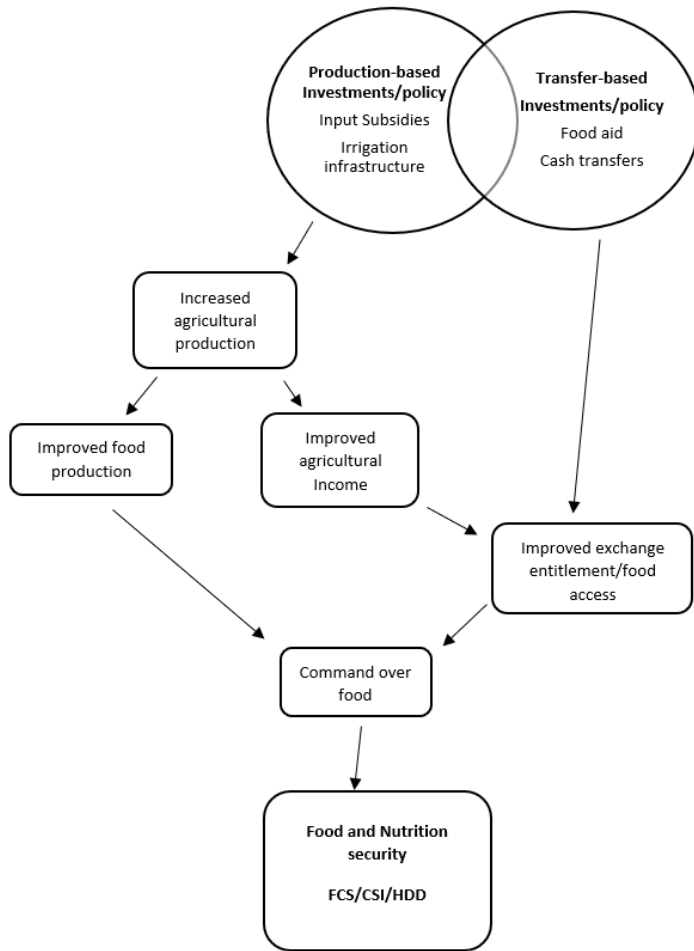 Production-based
Investments/policy
Input Subsidies
Irrigation
infrastructure
Transfer-based
Investments/policy
Food aid
Cash transfers
Increased
agricultural
production
Improved food
production
Improved
agricultural
Income
Improved exchange
entitlement/food
access
Command over
food
Food and Nutrition
security
FCS/CSI/HDD